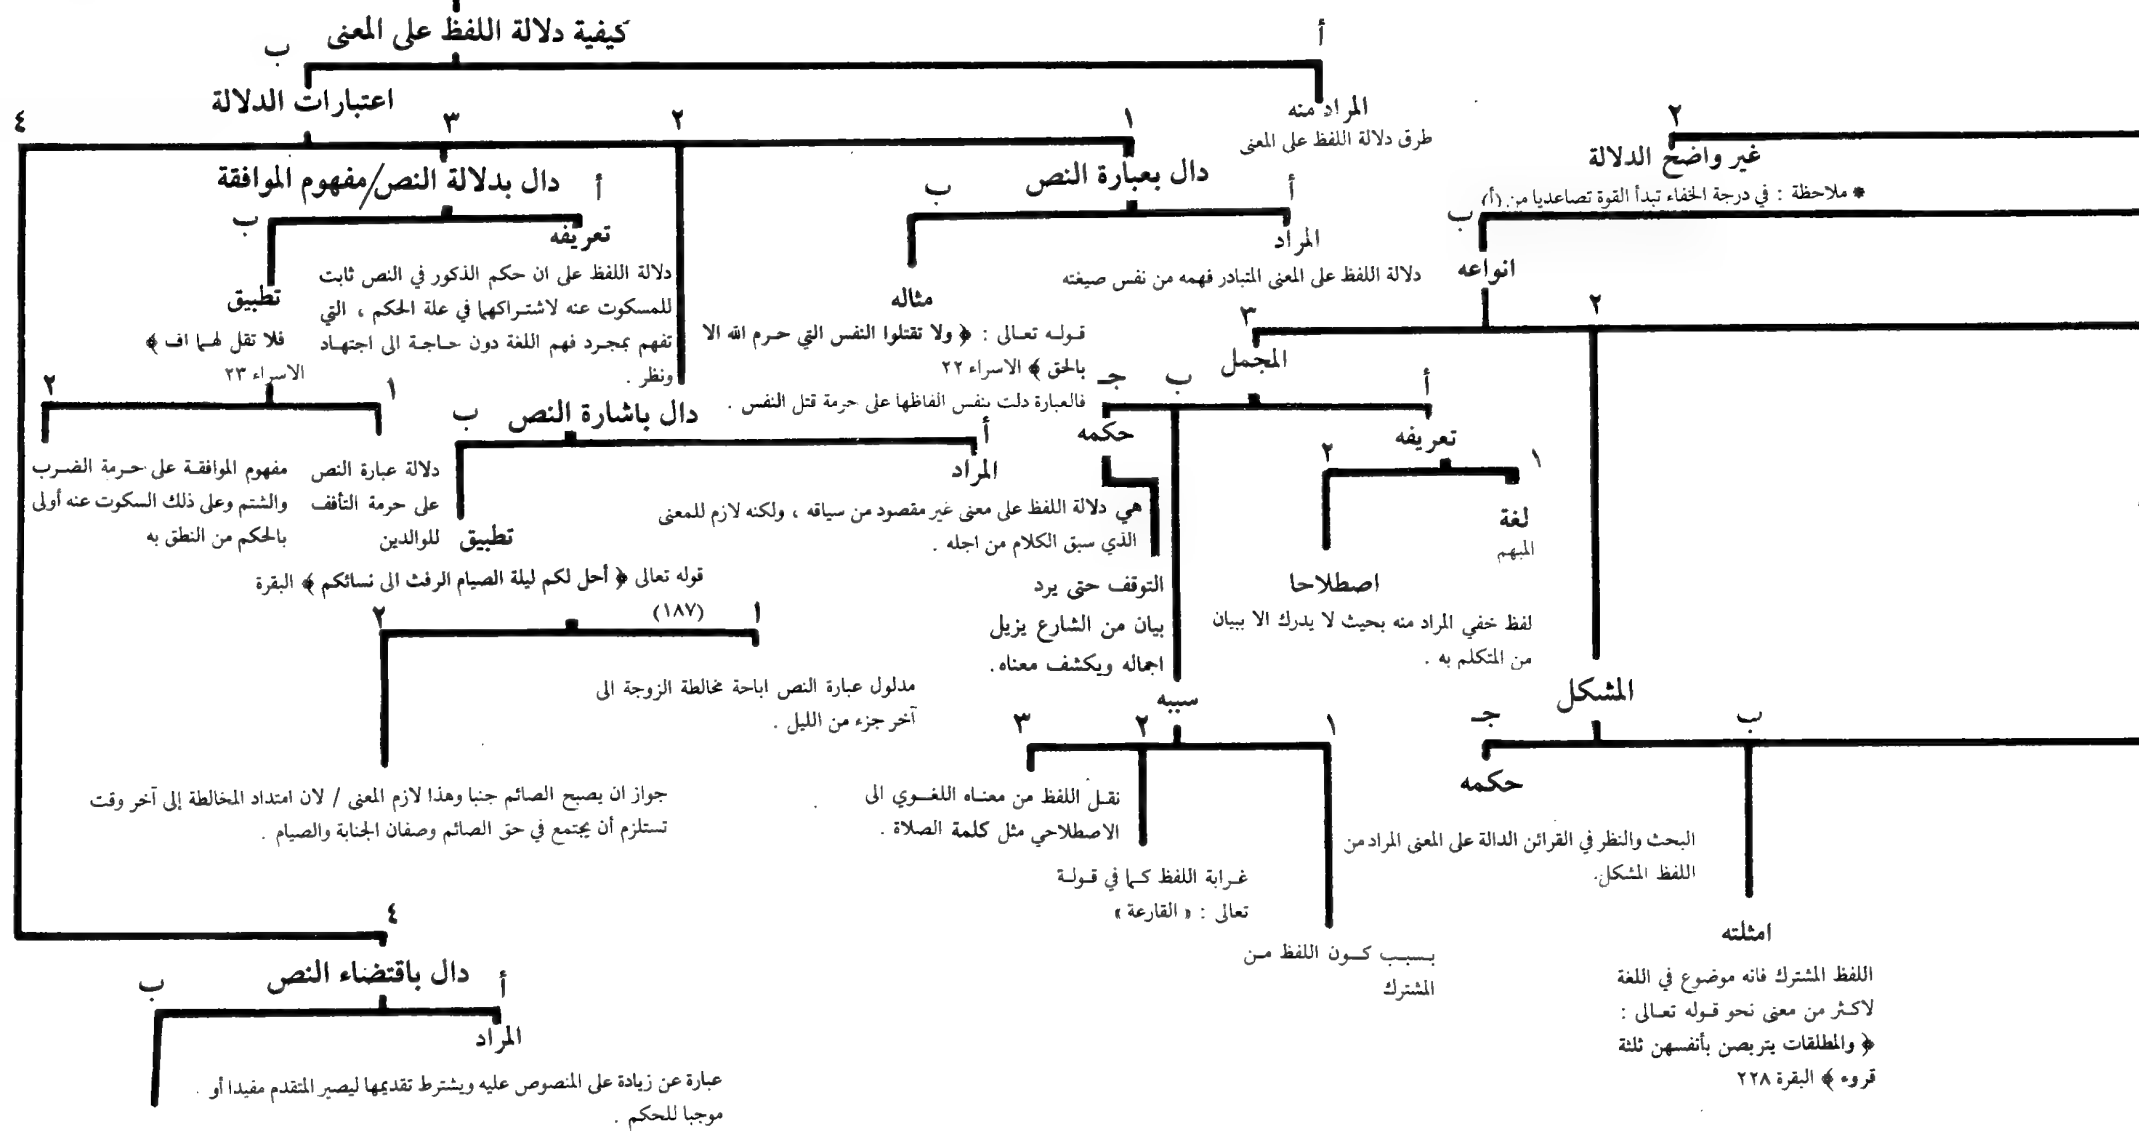 ٢
غير واضح الدلالة
* ملاحظة : في درجة الخفاء تبدأ القوة تصاعديا من (أ)
ب
انواعه
٢
المشكل
ب
امثلته
اللفظ المشترك فانه موضوع في اللغة
لاكثر من معنى نحو قوله تعالى :
﴿ والمطلقات يتربصن بأنفسهن ثلثة
قروء ﴾ البقرة ٢٢٨
جـ
حكمه
البحث والنظر في القرائن الدالة على المعنى المراد من
اللفظ المشكل.
٣
المجمل
أ
تعريفه
١
لغة
المبهم
٢
اصطلاحا
لفظ خفي المراد منه بحيث لا يدرك الا ببيان
من المتكلم به .
ب
سببه
١
بسبب كون اللفظ من
المشترك
٢
غرابة اللفظ كما في قولة
تعالى : « القارعة »
٣
نقل اللفظ من معناه اللغوي الى
الاصطلاحي مثل كلمة الصلاة .
جـ
حكمه
التوقف حتى يرد
بيان من الشارع يزيل
اجماله ويكشف معناه.
كيفية دلالة اللفظ على المعنى
أ
المراد منه
طرق دلالة اللفظ على المعنى
ب
اعتبارات الدلالة
١
دال بعبارة النص
أ
المراد
دلالة اللفظ على المعنى المتبادر فهمه من نفس صيغته
ب
مثاله
قوله تعالى : ﴿ ولا تقتلوا النفس التي حرم الله الا
بالحق ﴾ الاسراء ٢٢
فالعبارة دلت بنفس الفاظها على حرمة قتل النفس .
٢
دال باشارة النص
أ
المراد
هي دلالة اللفظ على معنى غير مقصود من سياقه ، ولكنه لازم للمعنى
الذي سبق الكلام من اجله .
ب
تطبيق
قوله تعالى ﴿ أحل لكم ليلة الصيام الرفث الى نسائكم ﴾ البقرة
(١٨٧)
١
مدلول عبارة النص اباحة مخالطة الزوجة الى
آخر جزء من الليل .
٢
جواز ان يصبح الصائم جنبا وهذا لازم المعنى / لان امتداد المخالطة إلى آخر وقت
تستلزم أن يجتمع في حق الصائم وصفان الجنابة والصيام .
٣
دال بدلالة النص/مفهوم الموافقة
أ
تعريفه
دلالة اللفظ على ان حكم الذكور في النص ثابت
للمسكوت عنه لاشتراكهما في علة الحكم ، التي
تفهم بمجرد فهم اللغة دون حاجة الى اجتهاد
ونظر .
ب
تطبيق
فلا تقل لهما اف ﴾
الاسراء ٢٣
١
دلالة عبارة النص
على حرمة التأفف
للوالدين
٢
مفهوم الموافقة على حرمة الضرب
والشتم وعلى ذلك السكوت عنه أولى
بالحكم من النطق به
٤
٤
دال باقتضاء النص
أ
المراد
عبارة عن زيادة على المنصوص عليه ويشترط تقديمها ليصير المتقدم مفيدا أو
موجبا للحكم .
ب